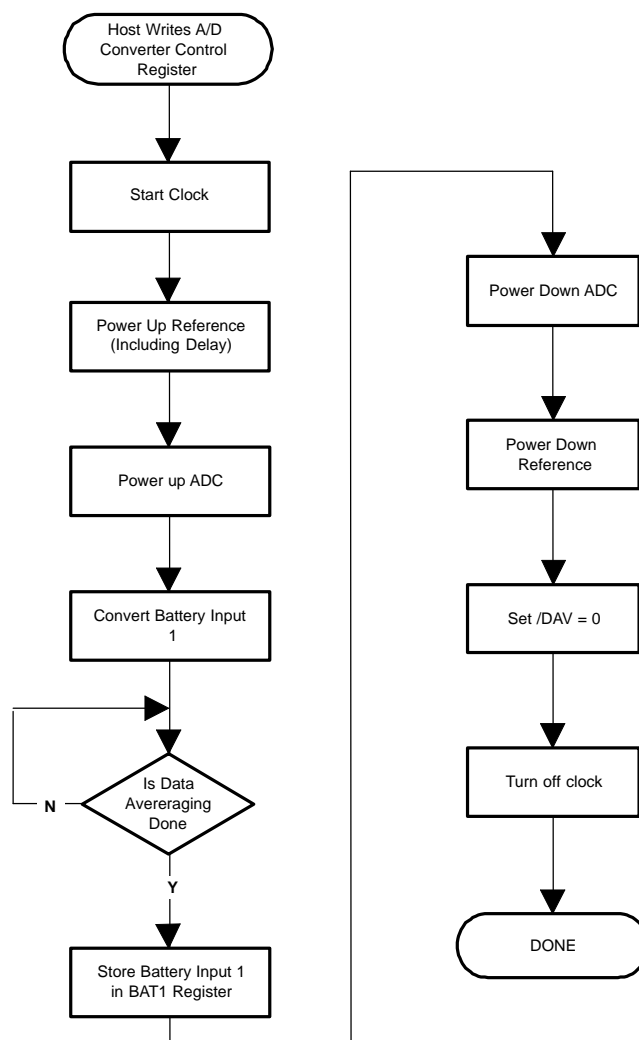 Host Writes A/D
Converter Control
Register
Start Clock
Power Up Reference
(Including Delay)
Power up ADC
Convert Battery Input
1
Is Data
Avereraging
Done
N
Y
Store Battery Input 1
in BAT1 Register
Power Down ADC
Power Down
Reference
Set /DAV = 0
Turn off clock
DONE